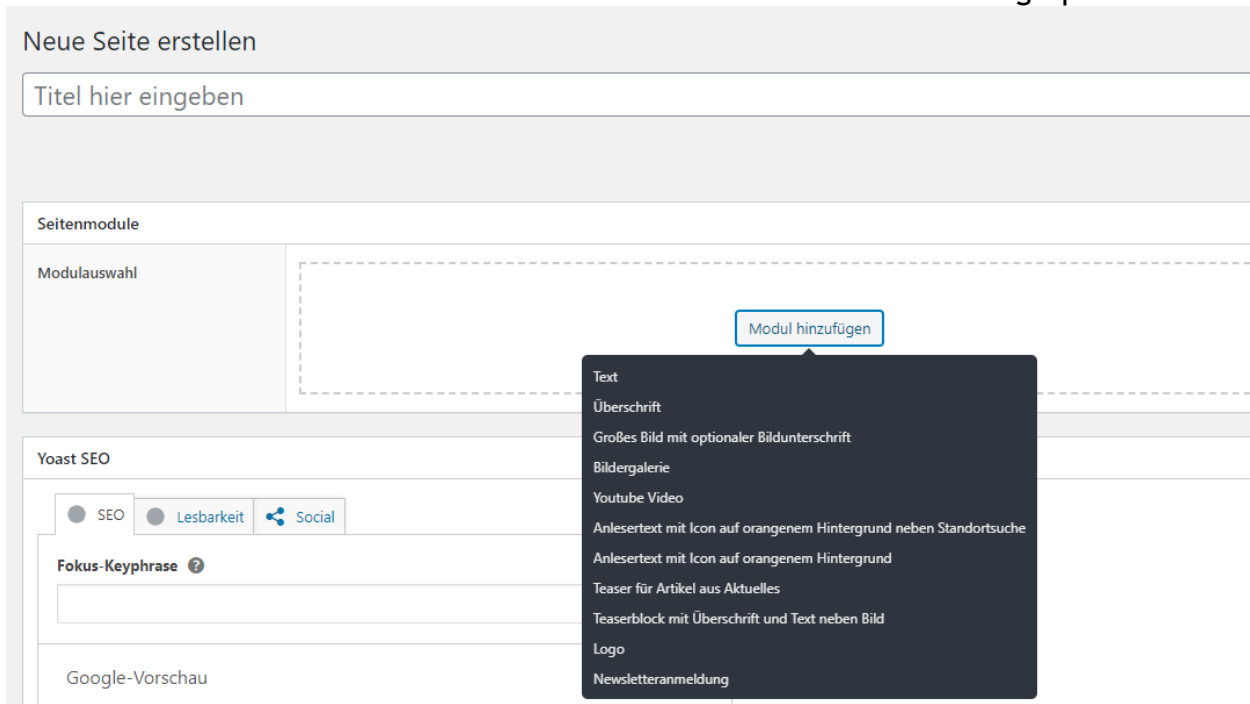 Neue Seite erstellen
Titel hier eingeben
Seitenmodule
Modulauswahl
Modul hinzufügen
Text
Überschrift
Großes Bild mit optionaler Bildunterschrift
Bildergalerie
Youtube Video
Anlesertext mit Icon auf orangenem Hintergrund neben Standortsuche
Anlesertext mit Icon auf orangenem Hintergrund
Teaser für Artikel aus Aktuelles
Teaserblock mit Überschrift und Text neben Bild
Logo
Newsletteranmeldung
Yoast SEO
SEO Lesbarkeit Social
Fokus-Keyphrase
Google-Vorschau